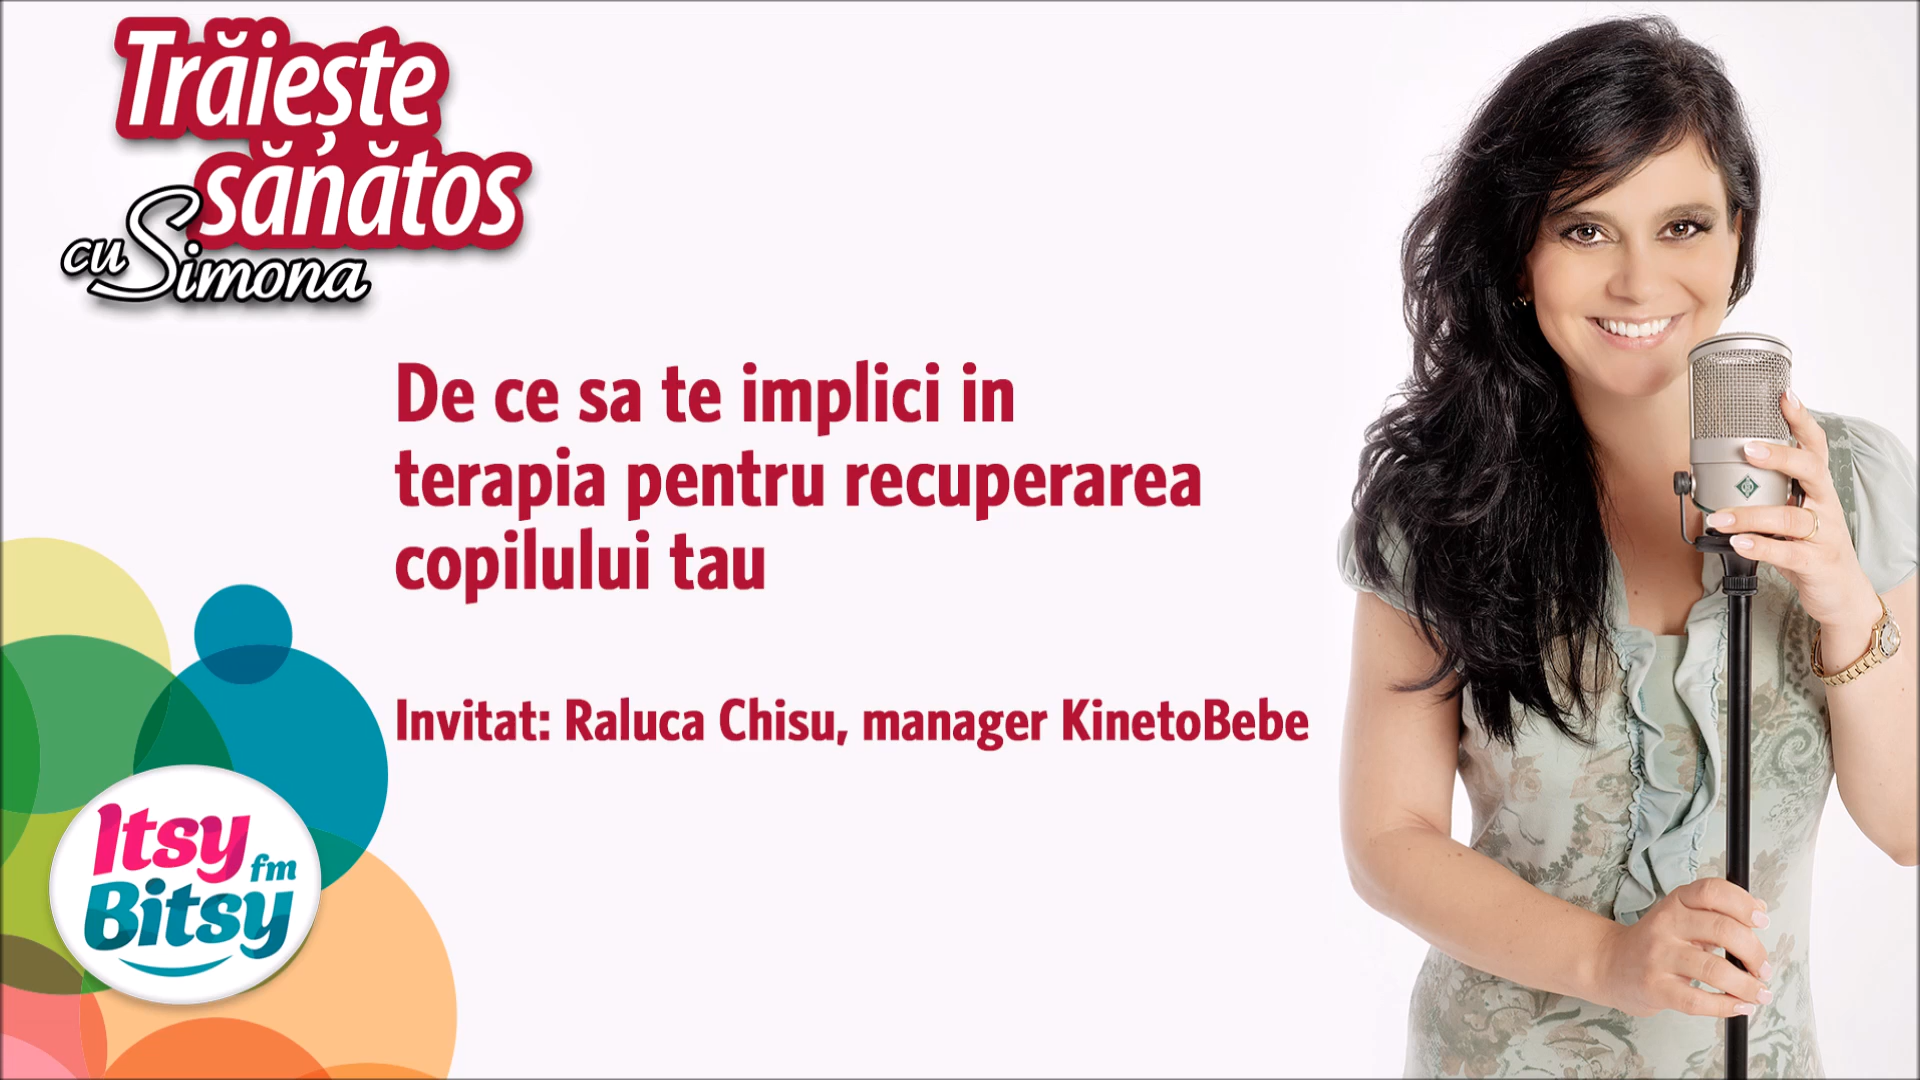 Trăiește
sănătos
cu Simona
De ce sa te implici in
terapia pentru recuperarea
copilului tau
Invitat: Raluca Chisu, manager KinetoBebe
Itsy
fm
Bitsy